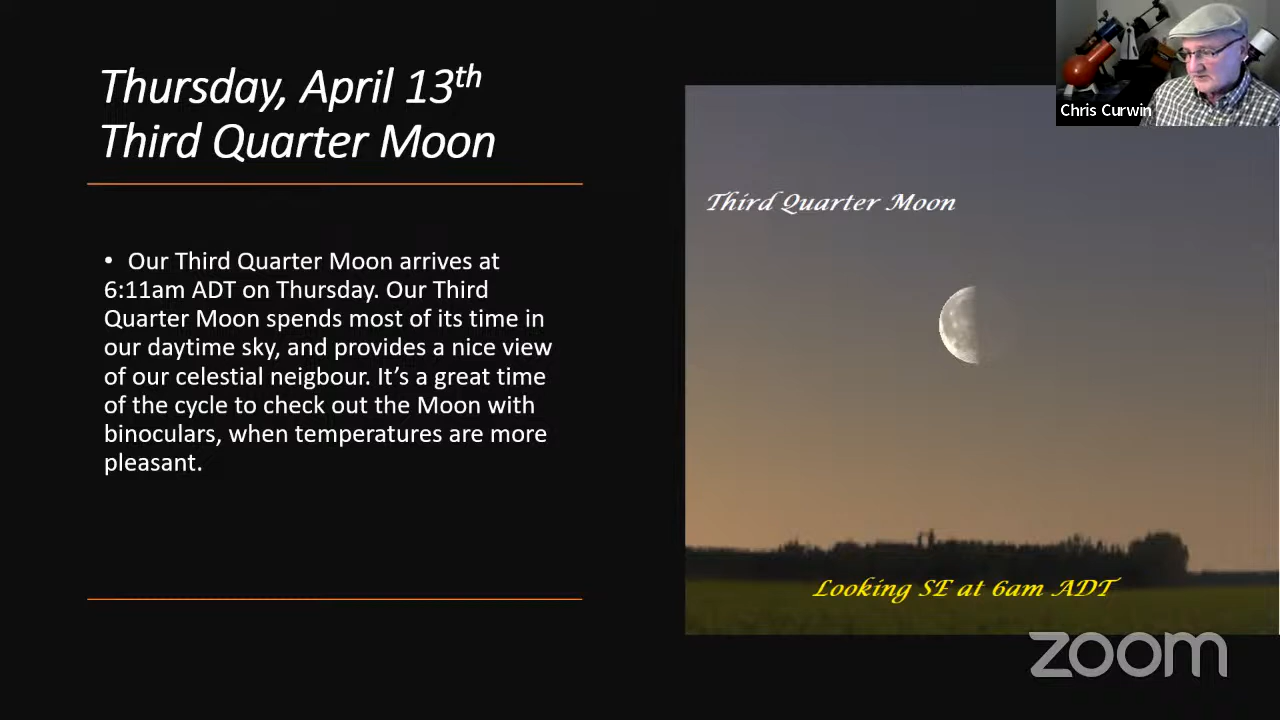 Thursday, April 13th
Third Quarter Moon
• Our Third Quarter Moon arrives at
6:11am ADT on Thursday. Our Third
Quarter Moon spends most of its time in
our daytime sky, and provides a nice view
of our celestial neigbour. It’s a great time
of the cycle to check out the Moon with
binoculars, when temperatures are more
pleasant.
Chris Curwin
Third Quarter Moon
Looking SE at 6am ADT
zoom